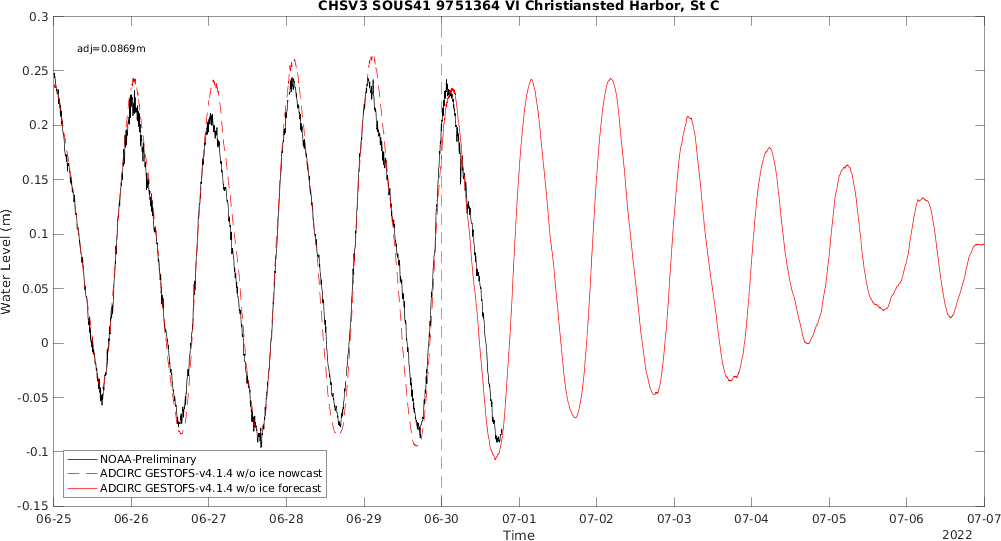 CHSV3 SOUS41 9751364 VI Christiansted Harbor, St C
adj=0.0869m
Water Level (m)
0.3
0.25
0.2
0.15
0.1
0.05
0
-0.05
-0.1
-0.15
NOAA-Preliminary
ADCIRC GESTOFS-v4.1.4 w/o ice nowcast
ADCIRC GESTOFS-v4.1.4 w/o ice forecast
06-25 06-26 06-27 06-28 06-29 06-30 07-01 07-02 07-03 07-04 07-05 07-06 07-07
Time
2022